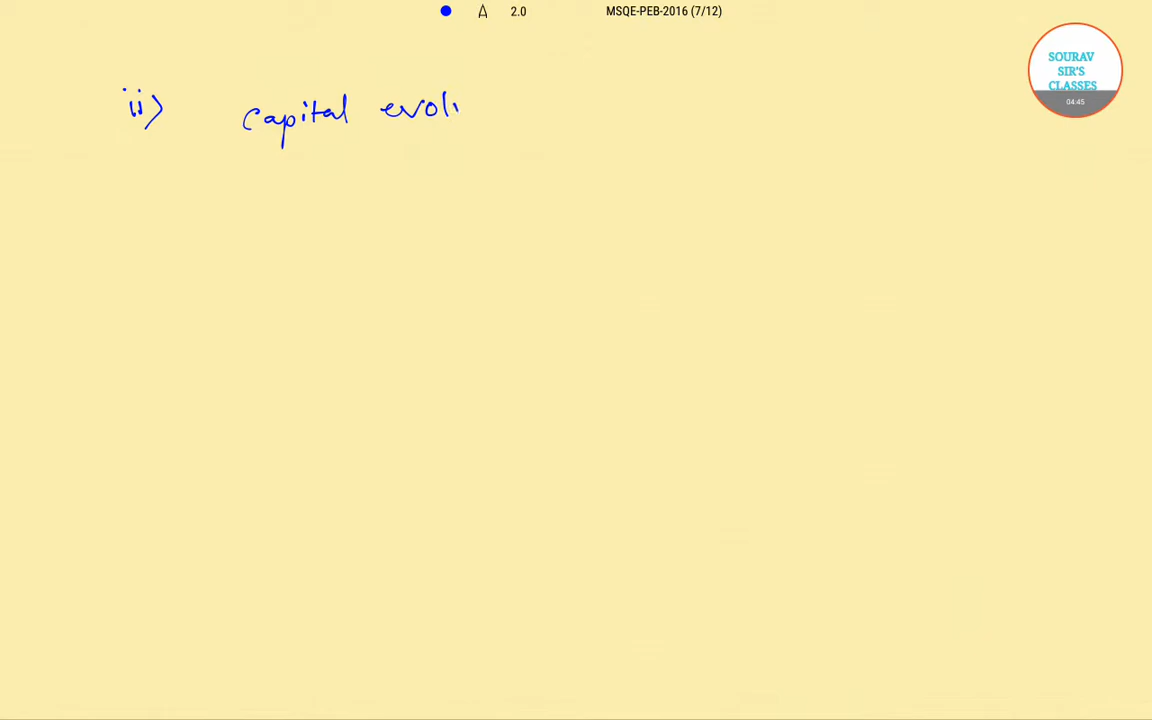 2.0 MSQE-PEB-2016 (7/12)
SOURAV
SIR'S
CLASSES
04:45
ii) capital